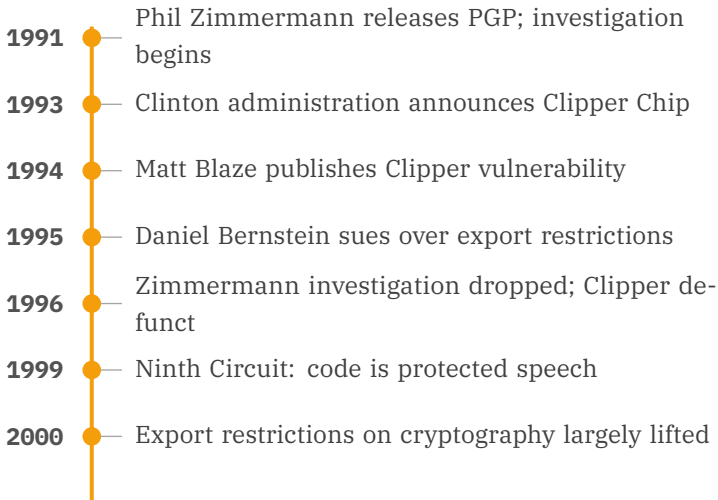 Phil Zimmermann releases PGP; investigation
1991
begins
1993 Clinton administration announces Clipper Chip
1994 Matt Blaze publishes Clipper vulnerability
1995 Daniel Bernstein sues over export restrictions
Zimmermann investigation dropped; Clipper de-
1996
funct
1999 Ninth Circuit: code is protected speech
2000 Export restrictions on cryptography largely lifted